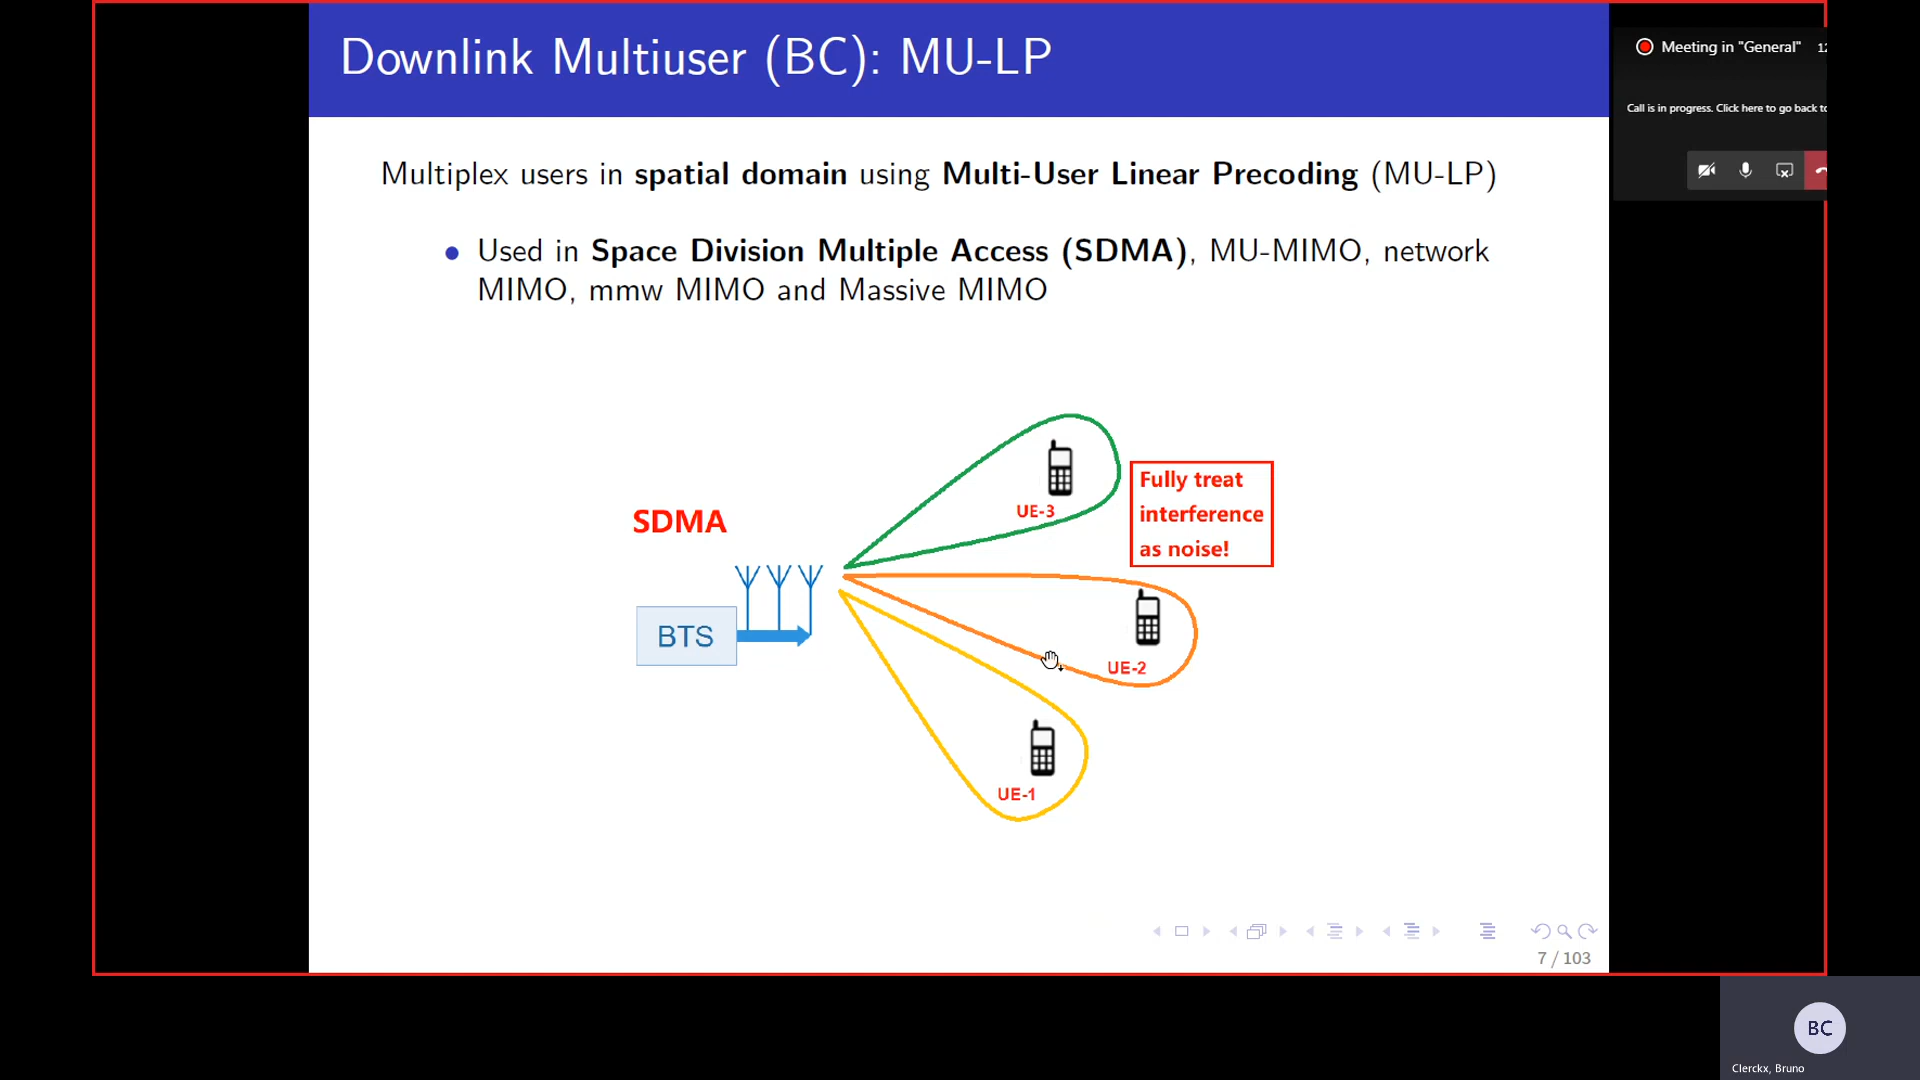 Downlink Multiuser (BC): MU-LP
Meeting in "General"
12
Call is in progress. Click here to go back to
Multiplex users in spatial domain using Multi-User Linear Precoding (MU-LP)
Used in Space Division Multiple Access (SDMA), MU-MIMO, network
MIMO, mmw MIMO and Massive MIMO
Fully treat
interference
as noise!
UE-3
SDMA
BTS
UE-2
UE-1
7 / 103
BC
Clerckx, Bruno